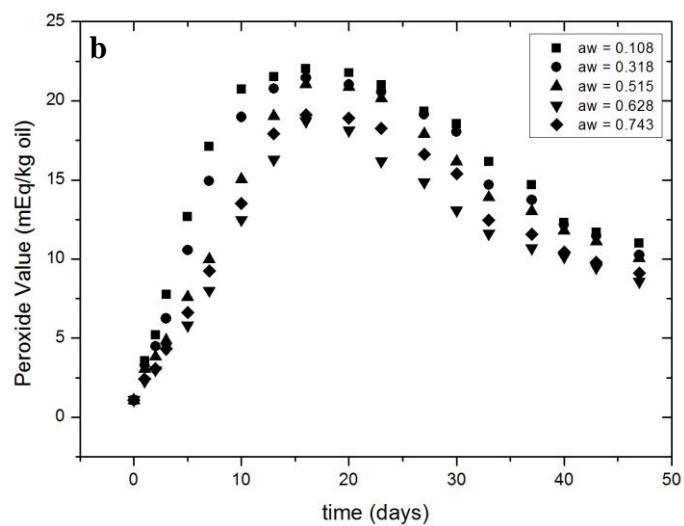 b
25
20
15
10
5
0
Peroxide Value (mEq/kg oil)
aw = 0.108
aw = 0.318
aw = 0.515
aw = 0.628
aw = 0.743
0 10 20 30 40 50
time (days)